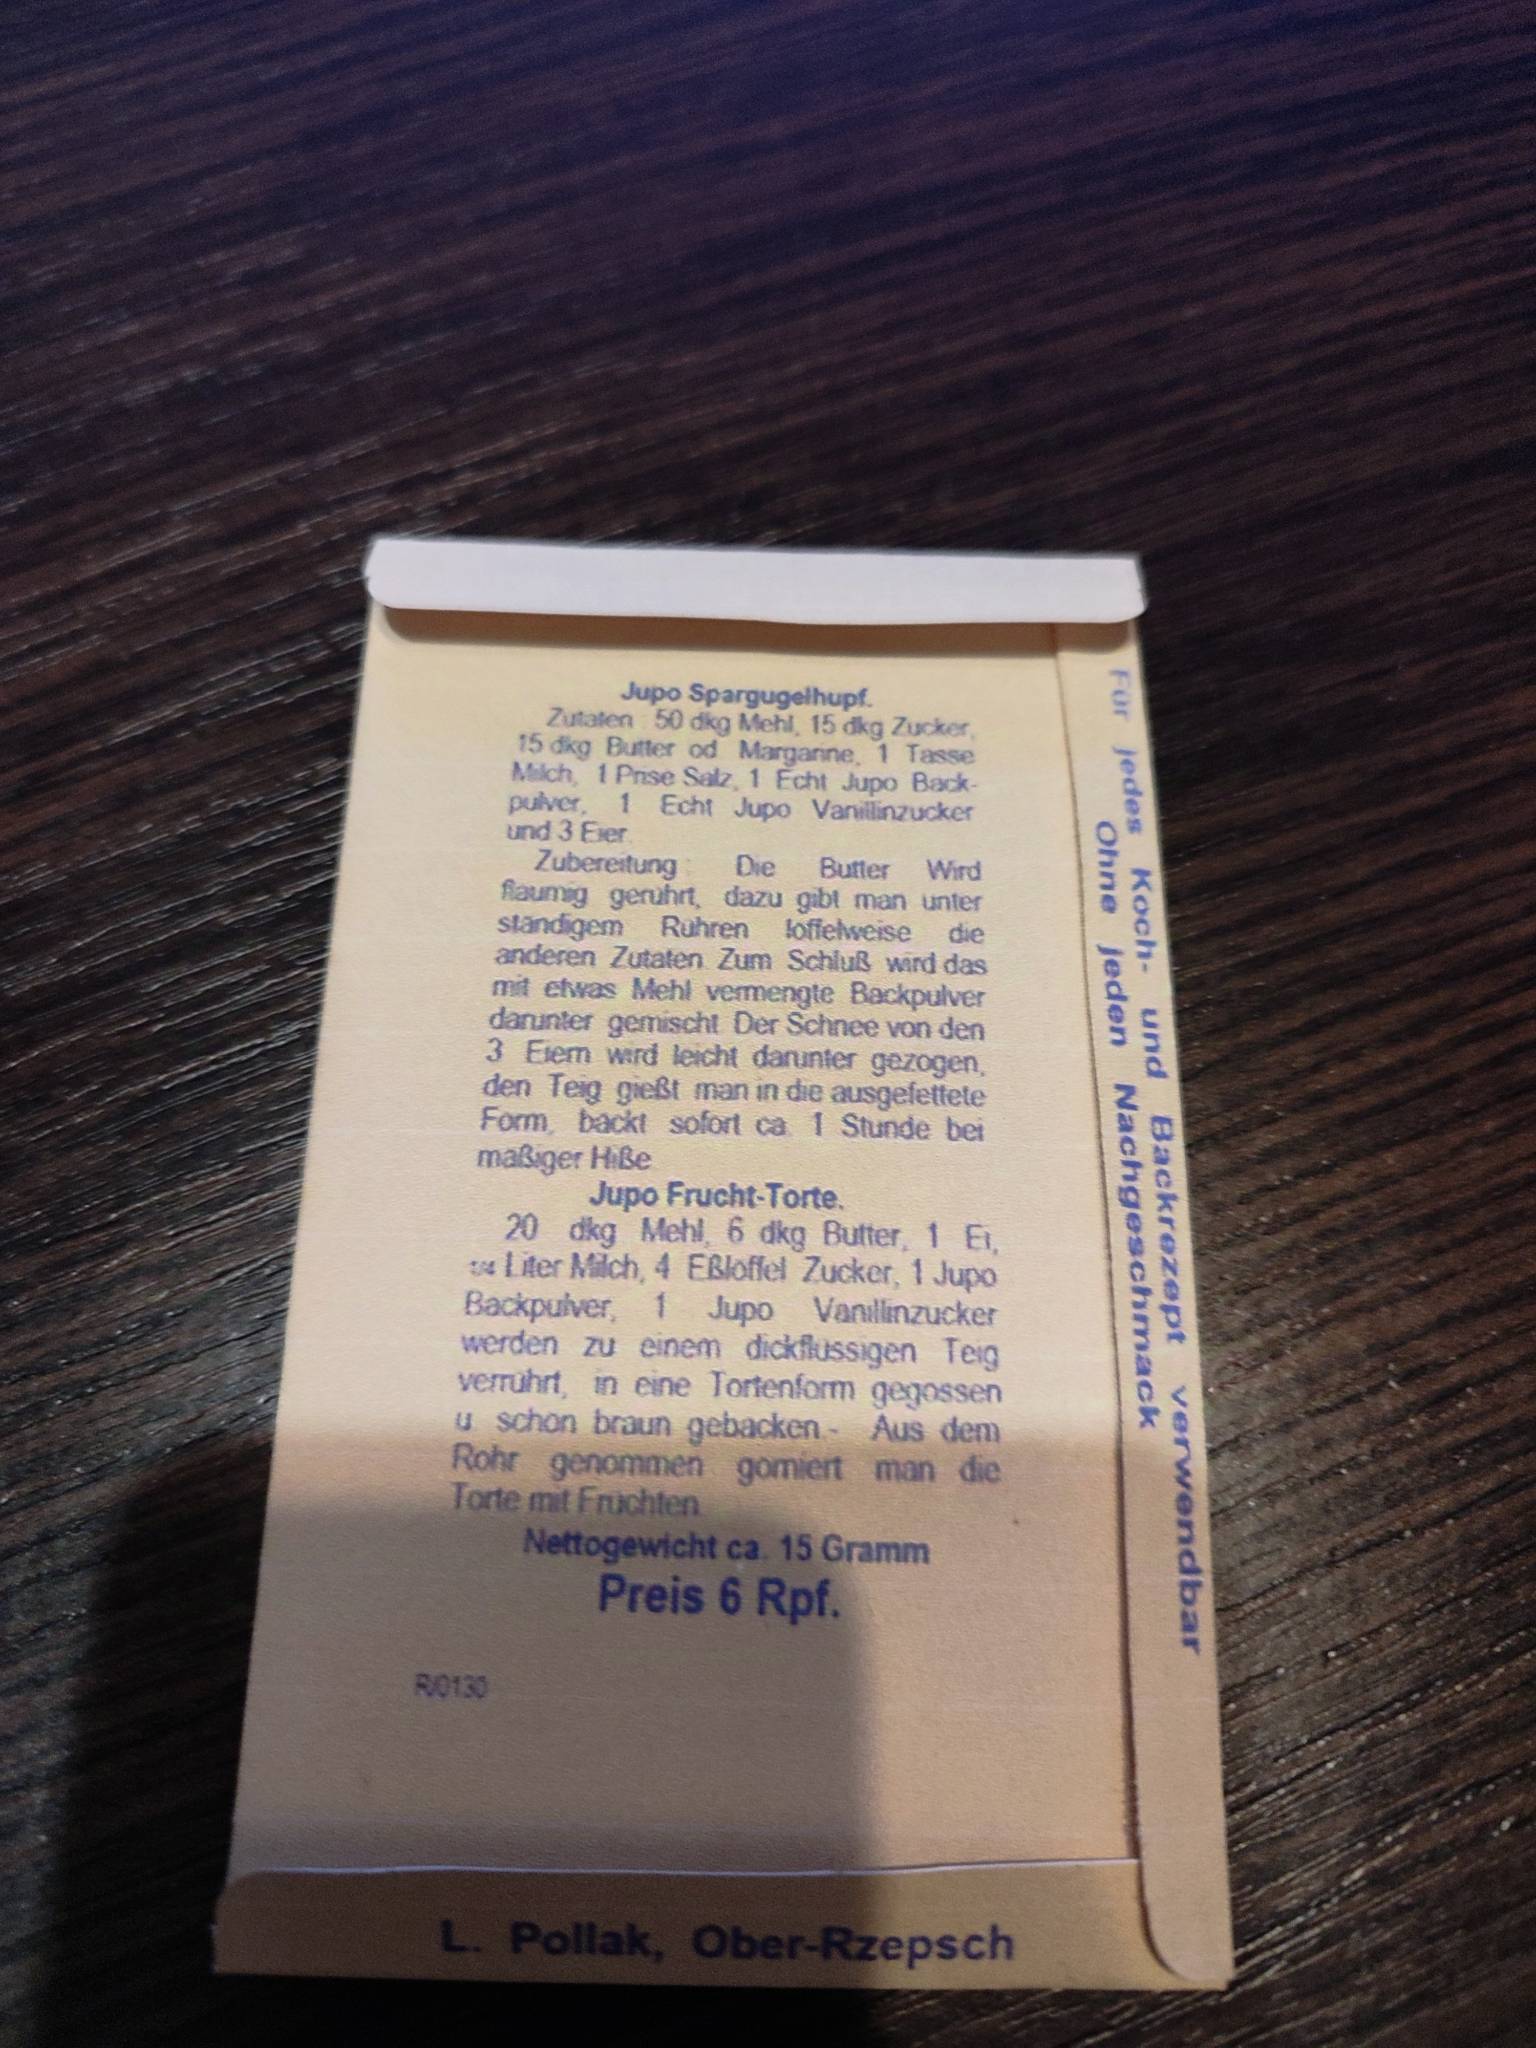 Jupo Spargugelhupf.
Zutaten : 50 dkg Mehl, 15 dkg Zucker,
15 dkg Butter od Margarine, 1 Tasse
Milch, 1 Prise Salz, 1 Echt Jupo Back-
pulver, 1 Echt Jupo Vanillinzucker
und 3 Eier.
Zubereitung : Die Butter Wird
flaumig gerührt, dazu gibt man unter
ständigem Rühren löffelweise die
anderen Zutaten. Zum Schluß wird das
mit etwas Mehl vermengte Backpulver
darunter gemischt. Der Schnee von den
3 Eiern wird leicht darunter gezogen,
den Teig gießt man in die ausgefettete
Form, bäckt sofort ca. 1 Stunde bei
mäßiger Hiße
Jupo Frucht-Torte.
20 dkg Mehl, 6 dkg Butter, 1 Ei,
1/4 Liter Milch, 4 Eßlöffel Zucker, 1 Jupo
Backpulver, 1 Jupo Vanillinzucker
werden zu einem dickflüssigen Teig
verrührt, in eine Tortenform gegossen
u schön braun gebacken.- Aus dem
Rohr genommen gorniert man die
Torte mit Früchten.
Nettogewicht ca. 15 Gramm
Preis 6 Rpf.
R/0130
L. Pollak, Ober-Rzepsch
Für jedes Koch- und Backrezept verwendbar
Ohne jeden Nachgeschmack